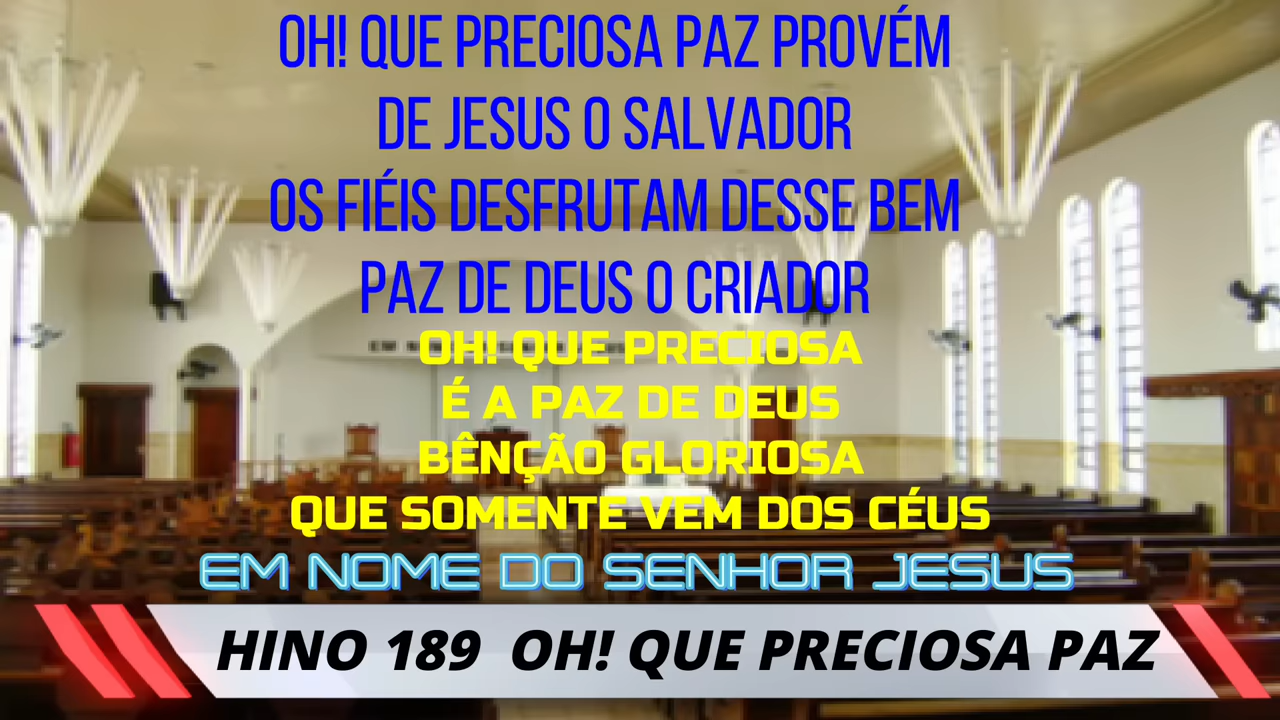 OH! QUE PRECIOSA PAZ PROVÉM
DE JESUS O SALVADOR
OS FIÉIS DESFRUTAM DESSE BEM
PAZ DE DEUS O CRIADOR
OH! QUE PRECIOSA
É A PAZ DE DEUS
BÊNÇÃO GLORIOSA
QUE SOMENTE VEM DOS CÉUS
EM NOME DO SENHOR JESUS
HINO 189 OH! QUE PRECIOSA PAZ